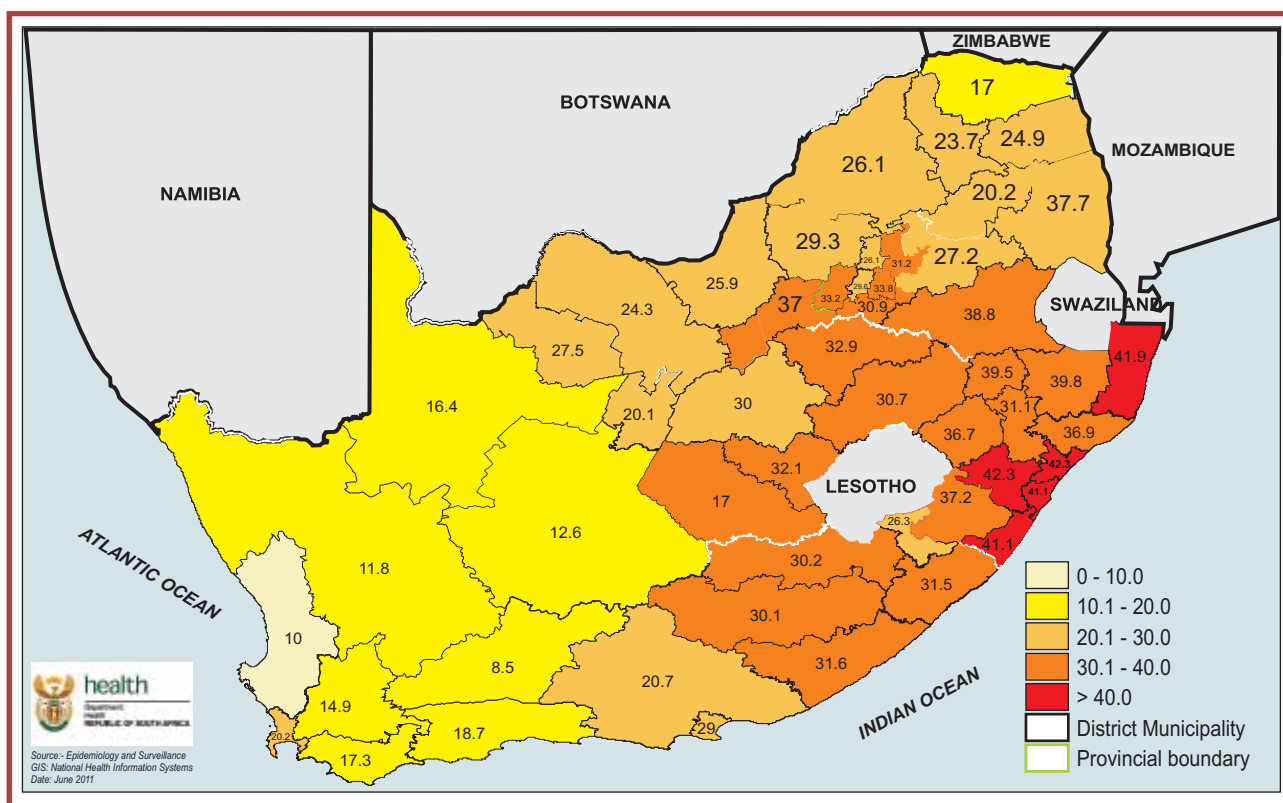 ZIMBABWE
17
BOTSWANA
23.7
24.9
MOZAMBIQUE
26.1
NAMIBIA
20.2
37.7
29.3
26.1
31.2
27.2
25.9
33.2
29.6
33.8
37
30.9
24.3
38.8
SWAZILAND
27.5
32.9
41.9
39.5
39.8
16.4
20.1
30
30.7
31.1
36.7
36.9
32.1
42.3
42.3
LESOTHO
17
37.2
41.1
26.3
12.6
41.1
ATLANTIC OCEAN
11.8
30.2
31.5
30.1
10
31.6
8.5
20.7
INDIAN OCEAN
14.9
29
18.7
20.2
17.3
0 - 10.0
10.1 - 20.0
20.1 - 30.0
30.1 - 40.0
> 40.0
District Municipality
Provincial boundary
health
Department:
Health
REPUBLIC OF SOUTH AFRICA
Source:- Epidemiology and Surveillance
GIS: National Health Information Systems
Date: June 2011